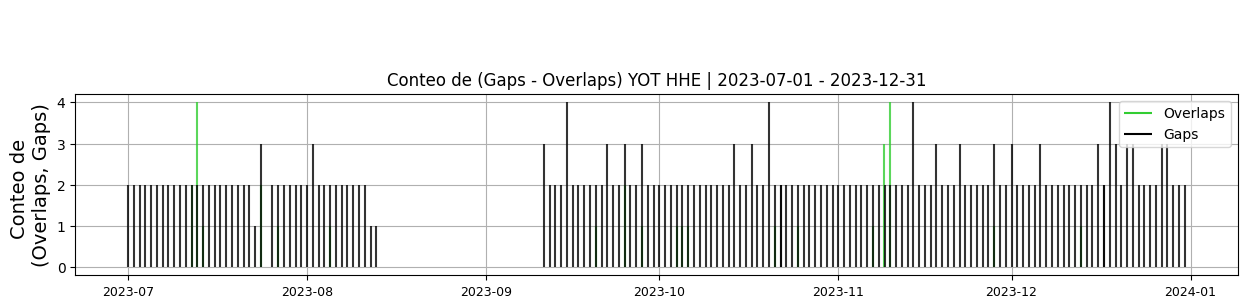 Conteo de (Gaps - Overlaps) YOT HHE | 2023-07-01 - 2023-12-31
Conteo de
(Overlaps, Gaps)
4
3
2
1
0
Overlaps
Gaps
2023-07
2023-08
2023-09
2023-10
2023-11
2023-12
2024-01